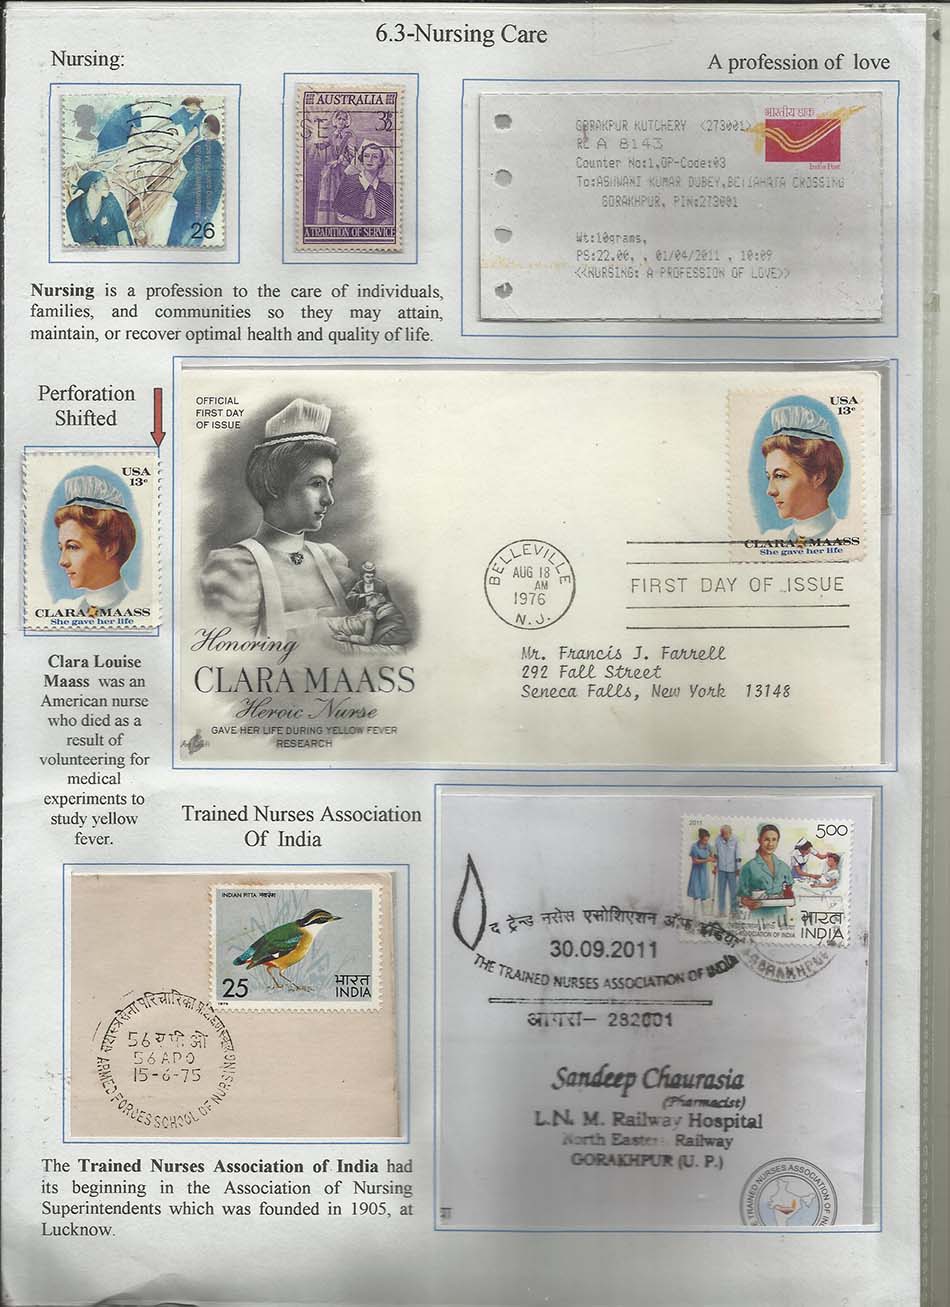 6.3-Nursing Care
Nursing:
A profession of love
26
AUSTRALIA
3½
A TRADITION OF SERVICE
भारतीय डाक
India Post
GORAKPUR KUTCHERY <273001>
RL A 8143
Counter No:1,OP-Code:03
To:ASHWANI KUMAR DUBEY,BETIAHATA CROSSING
GORAKHPUR, PIN:273001
Wt:10grams,
PS:22.00, , 01/04/2011 , 10:09
<<NURSING: A PROFESSION OF LOVE>>
Nursing is a profession to the care of individuals,
families, and communities so they may attain,
maintain, or recover optimal health and quality of life.
Perforation
Shifted
USA
13c
CLARA MAASS
She gave her life
Clara Louise
Maass was an
American nurse
who died as a
result of
volunteering for
medical
experiments to
study yellow
fever.
OFFICIAL
FIRST DAY
OF ISSUE
Honoring
CLARA MAASS
Heroic Nurse
GAVE HER LIFE DURING YELLOW FEVER
RESEARCH
USA
13c
CLARA MAASS
She gave her life
BELLEVILLE
AUG 18
AM
1976
N.J.
FIRST DAY OF ISSUE
Mr. Francis J. Farrell
292 Fall Street
Seneca Falls, New York 13148
Trained Nurses Association
Of India
INDIAN PITTA नवरंग
25
भारत
INDIA
1975
56 ए पी ओ
56 APO
15-6-75
ARMED FORCES SCHOOL OF NURSING
The Trained Nurses Association of India had
its beginning in the Association of Nursing
Superintendents which was founded in 1905, at
Lucknow.
2011
500
भारत
INDIA
द ट्रेन्ड नरसेस एसोशिएशन ऑफ इंडिया
30.09.2011
THE TRAINED NURSES ASSOCIATION OF INDIA
आगरा- 282001
GORAKHPUR
Sandeep Chaurasia
(Pharmacist)
L.N. M. Railway Hospital
North Eastern Railway
GORAKHPUR (U. P.)
TRAINED NURSES ASSOCIATION OF IN